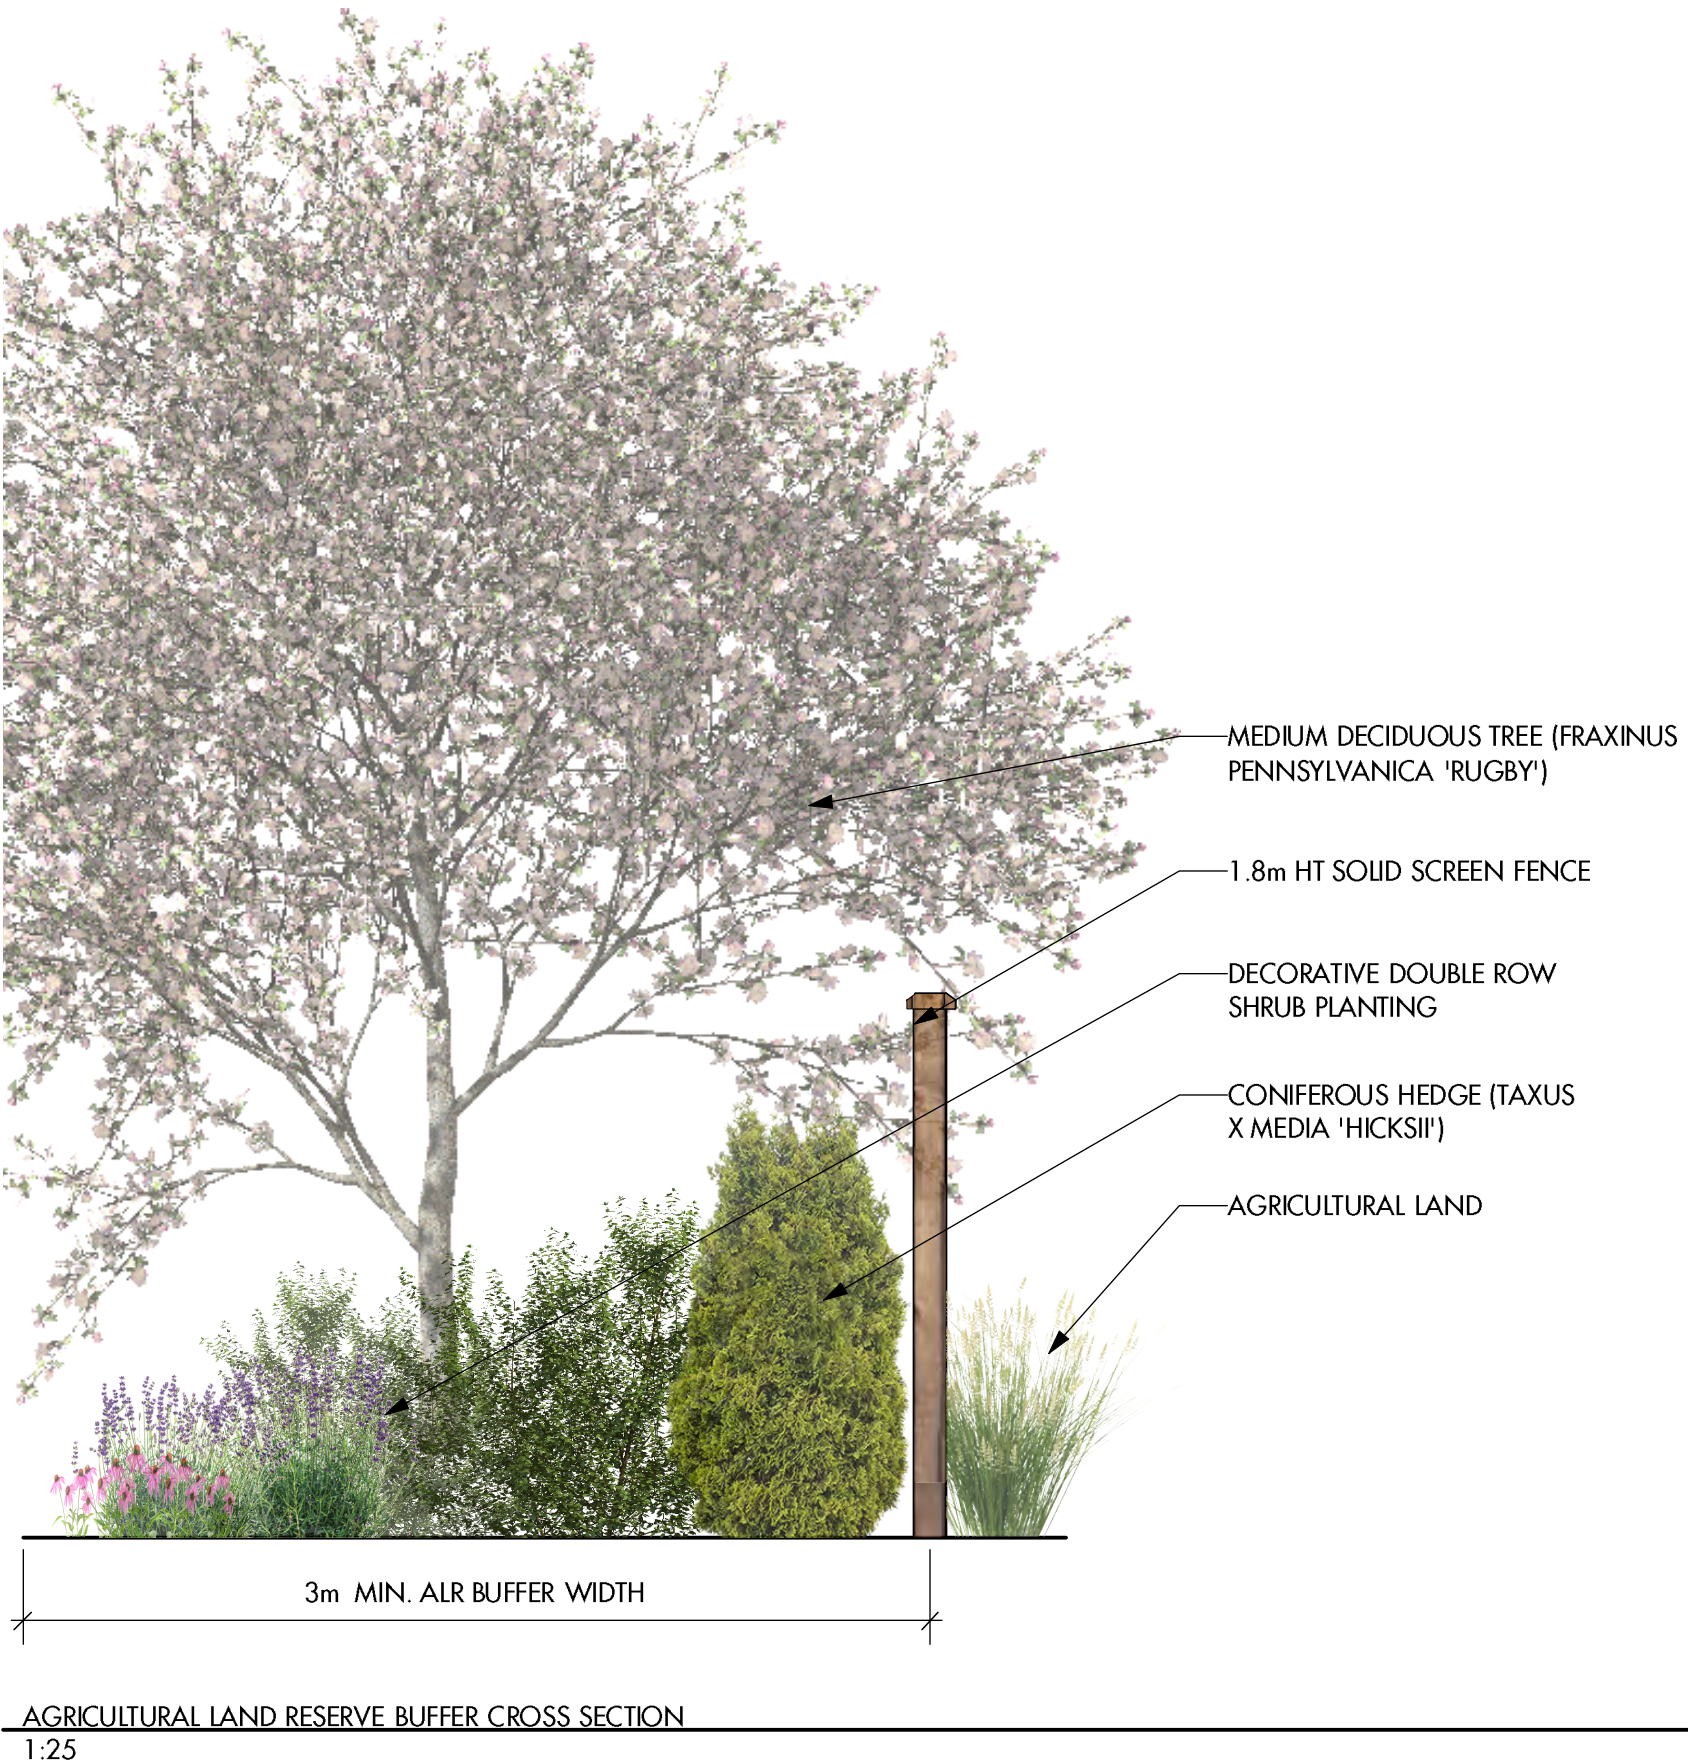 MEDIUM DECIDUOUS TREE (FRAXINUS
PENNSYLVANICA 'RUGBY')
1.8m HT SOLID SCREEN FENCE
DECORATIVE DOUBLE ROW
SHRUB PLANTING
CONIFEROUS HEDGE (TAXUS
X MEDIA 'HICKSII')
AGRICULTURAL LAND
3m MIN. ALR BUFFER WIDTH
AGRICULTURAL LAND RESERVE BUFFER CROSS SECTION
1:25